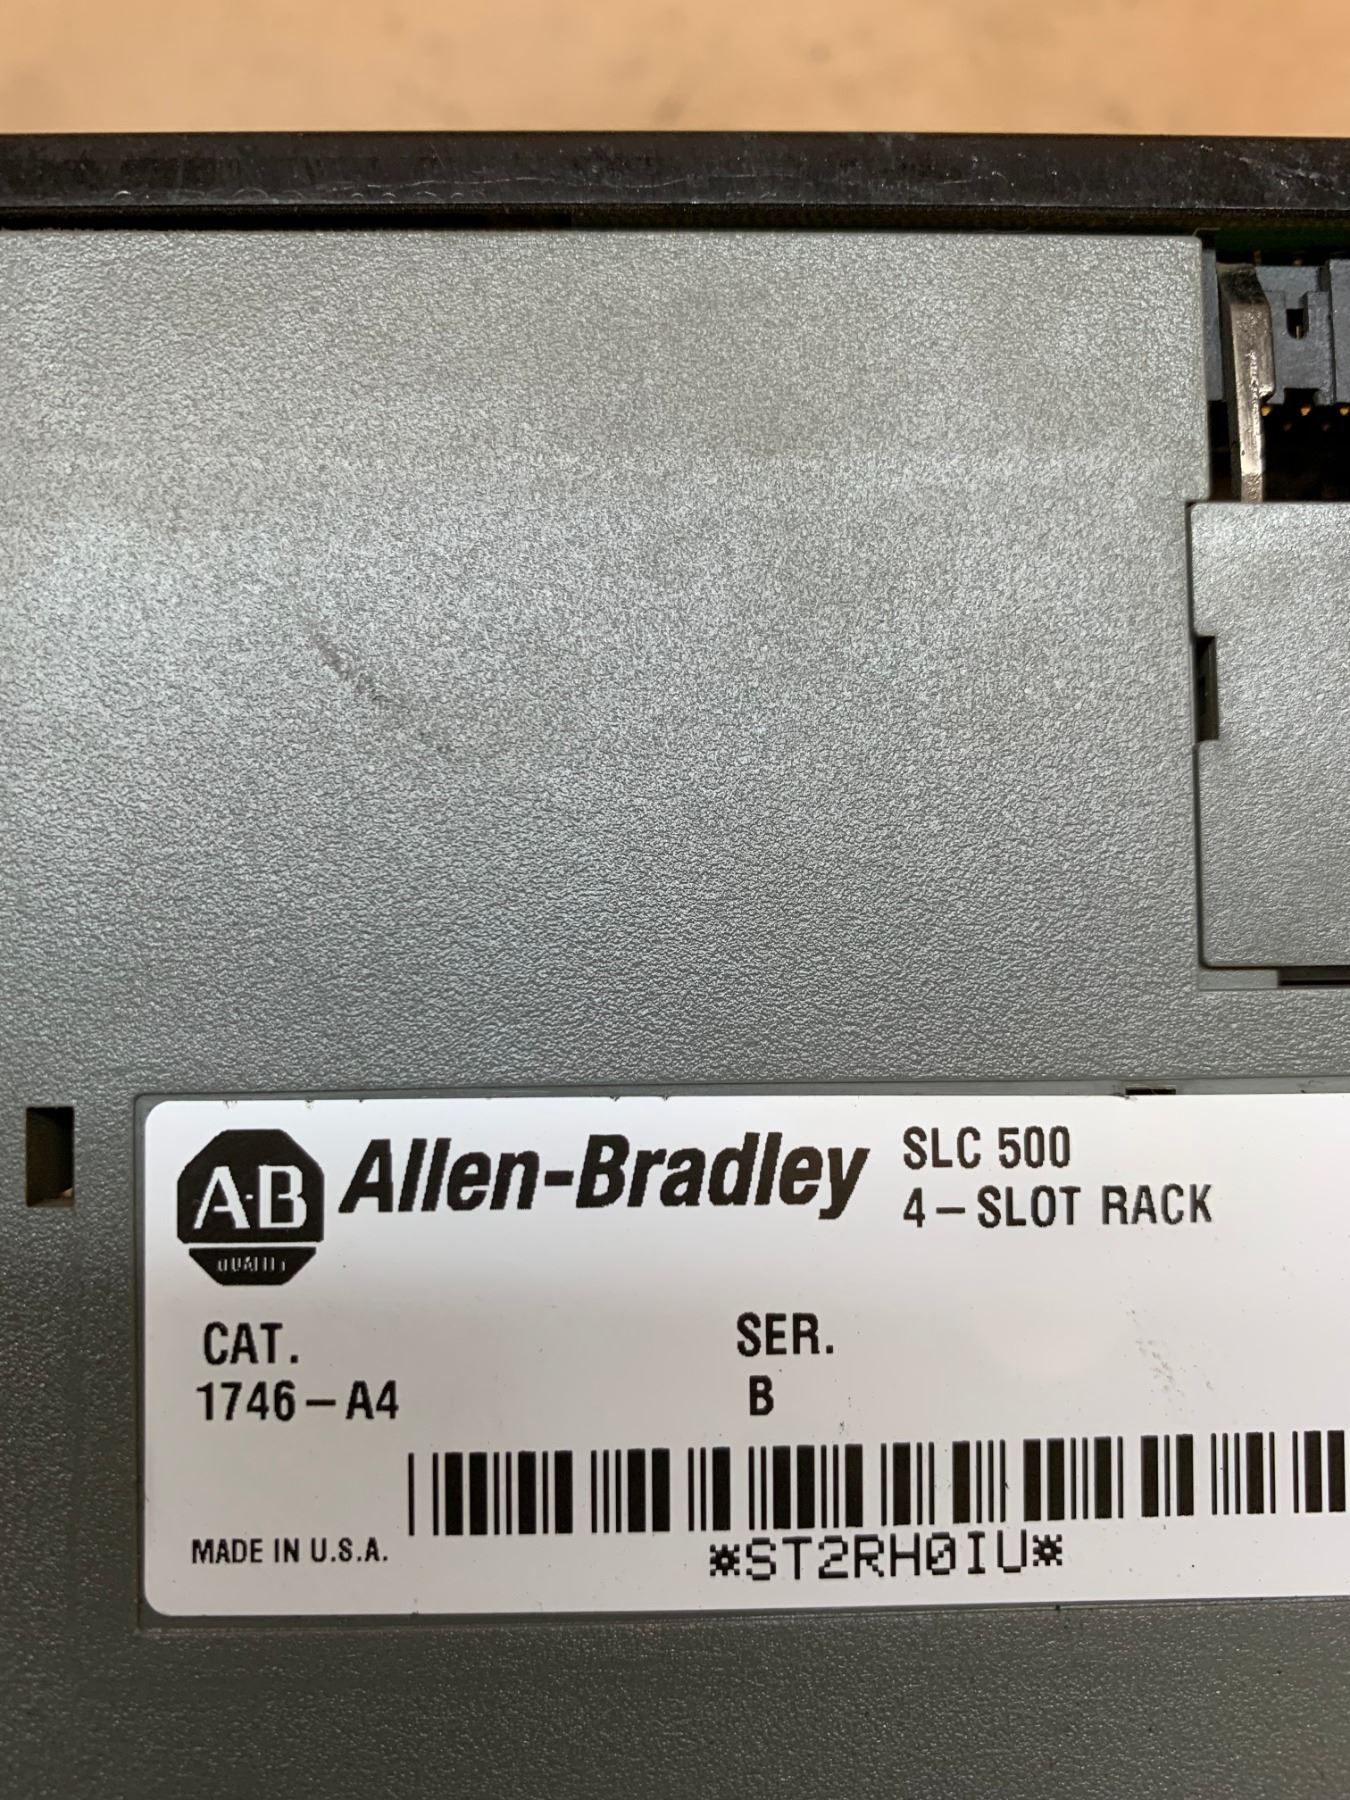 A-B
QUALITY
Allen-Bradley
SLC 500
4-SLOT RACK
CAT.
SER.
1746-A4
B
MADE IN U.S.A.
*ST2RH0IU*